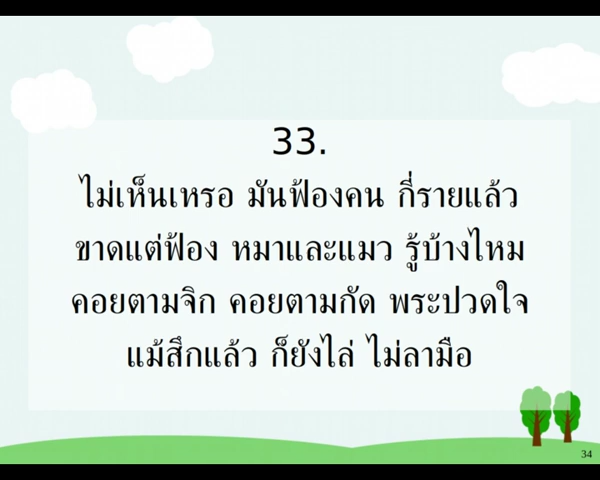 33.
ไม่เห็นเหรอ มันฟ้องคน กี่รายแล้ว
ขาดแต่ฟ้อง หมาและแมว รู้บ้างไหม
คอยตามจิก คอยตามกัด พระปวดใจ
แม้สึกแล้ว ก็ยังไล่ ไม่ลามือ
34